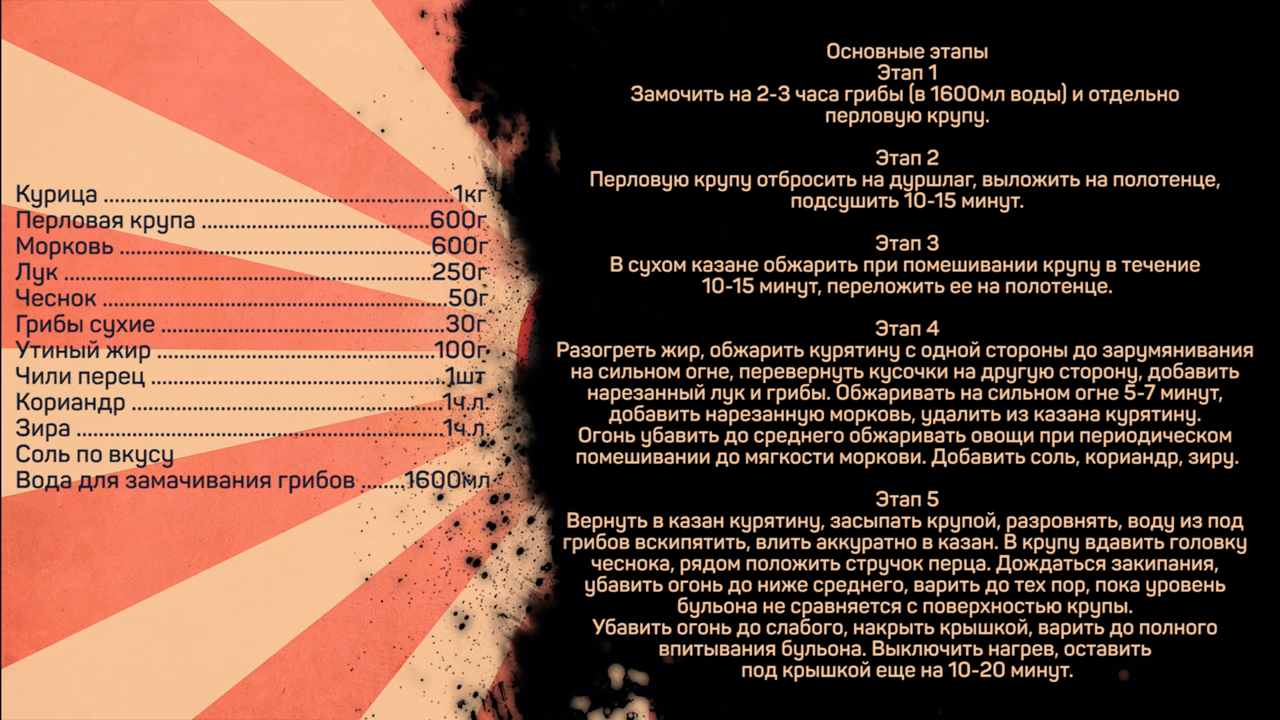 Курица ................................................1кг
Перловая крупа ...............................600г
Морковь ..........................................600г
Лук ..................................................250г
Чеснок ..............................................50г
Грибы сухие ......................................30г
Утиный жир .....................................100г
Чили перец ........................................1шт
Кориандр ..........................................1ч.л.
Зира .................................................1ч.л.
Соль по вкусу
Вода для замачивания грибов ........1600мл
Основные этапы
Этап 1
Замочить на 2-3 часа грибы (в 1600мл воды) и отдельно
перловую крупу.
Этап 2
Перловую крупу отбросить на дуршлаг, выложить на полотенце,
подсушить 10-15 минут.
Этап 3
В сухом казане обжарить при помешивании крупу в течение
10-15 минут, переложить ее на полотенце.
Этап 4
Разогреть жир, обжарить курятину с одной стороны до зарумянивания
на сильном огне, перевернуть кусочки на другую сторону, добавить
нарезанный лук и грибы. Обжаривать на сильном огне 5-7 минут,
добавить нарезанную морковь, удалить из казана курятину.
Огонь убавить до среднего обжаривать овощи при периодическом
помешивании до мягкости моркови. Добавить соль, кориандр, зиру.
Этап 5
Вернуть в казан курятину, засыпать крупой, разровнять, воду из под
грибов вскипятить, влить аккуратно в казан. В крупу вдавить головку
чеснока, рядом положить стручок перца. Дождаться закипания,
убавить огонь до ниже среднего, варить до тех пор, пока уровень
бульона не сравняется с поверхностью крупы.
Убавить огонь до слабого, накрыть крышкой, варить до полного
впитывания бульона. Выключить нагрев, оставить
под крышкой еще на 10-20 минут.